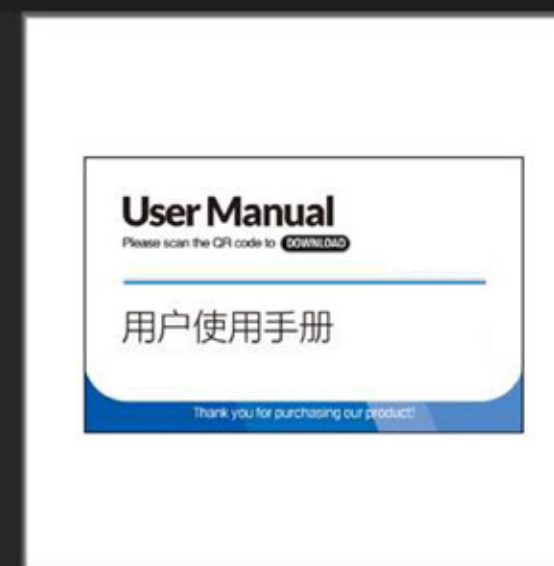 User Manual
Please scan the QR code to DOWNLOAD
用户使用手册
Thank you for purchasing our product!